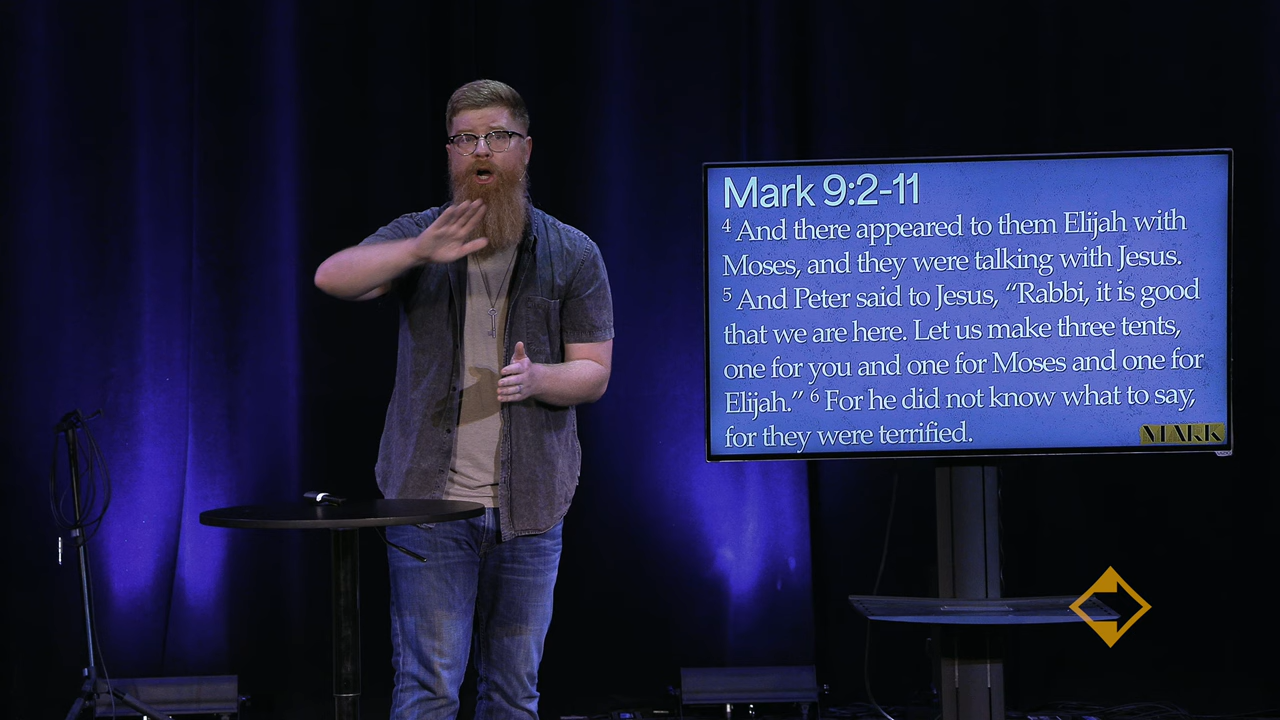 Mark 9:2-11
⁴ And there appeared to them Elijah with
Moses, and they were talking with Jesus.
⁵ And Peter said to Jesus, “Rabbi, it is good
that we are here. Let us make three tents,
one for you and one for Moses and one for
Elijah.” ⁶ For he did not know what to say,
for they were terrified.
MARK